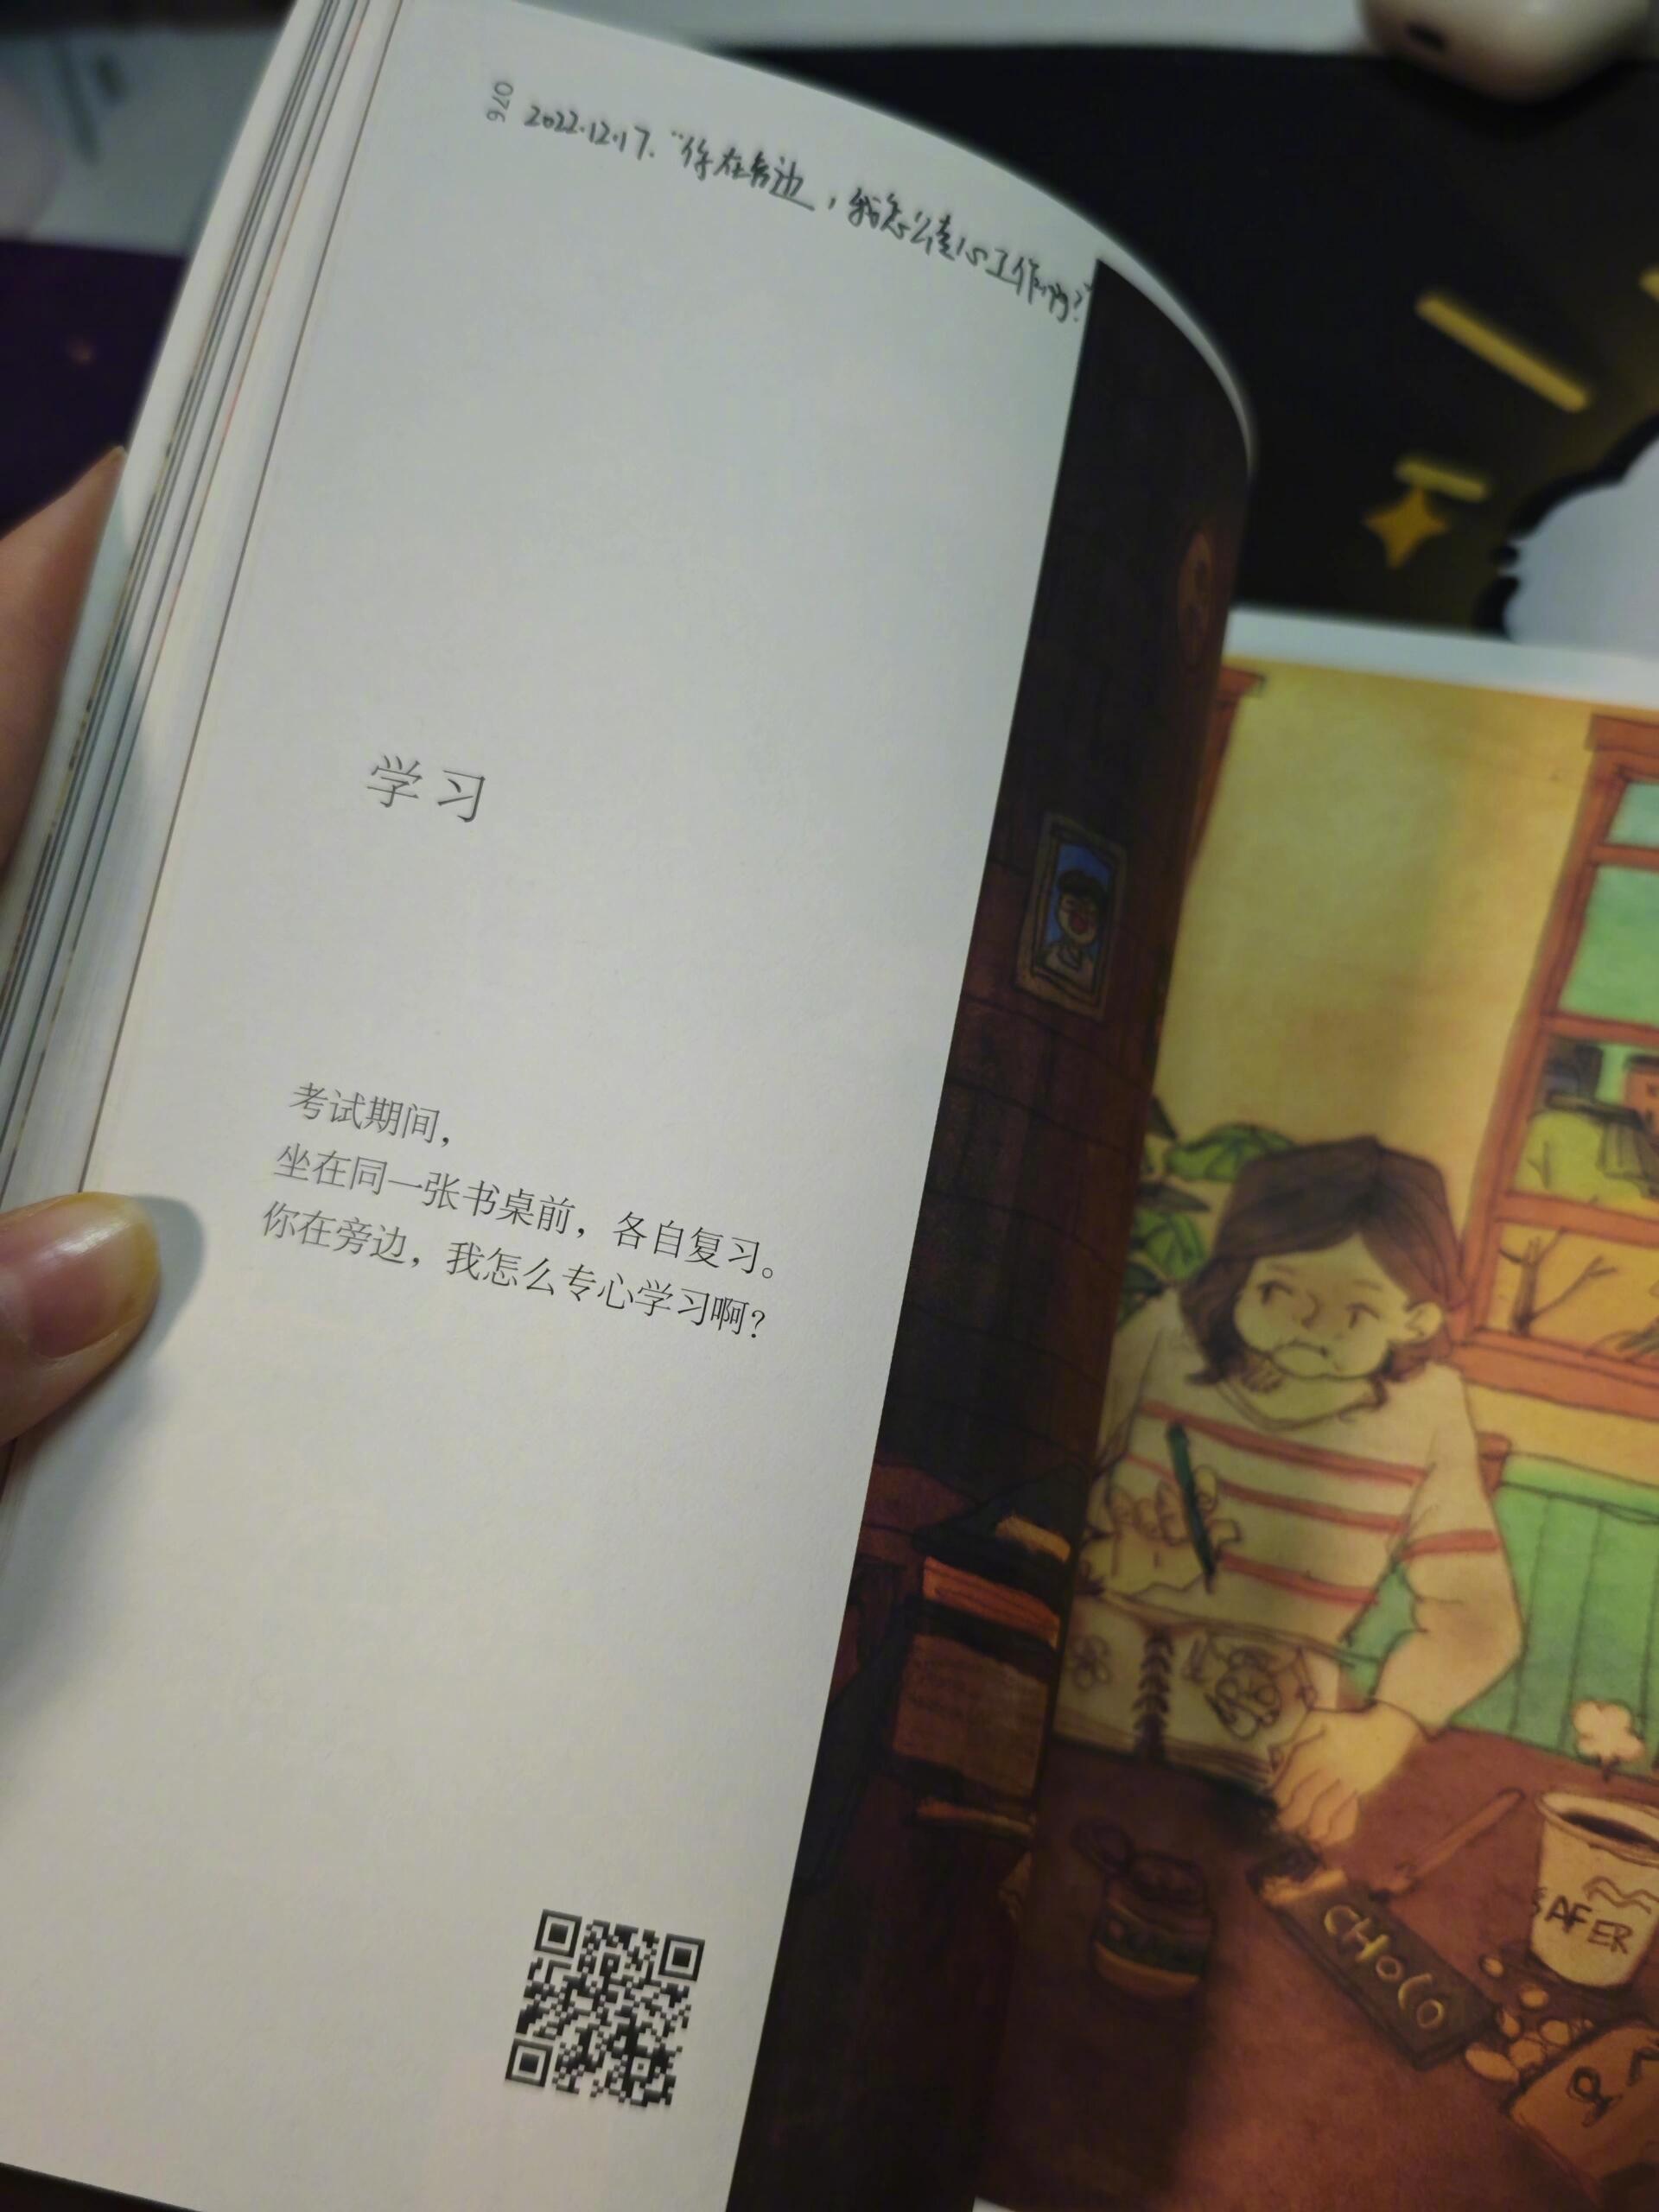 076
2022.12.17. "你在旁边，我怎么专心工作啊？"
学习
考试期间，
坐在同一张书桌前，各自复习。
你在旁边，我怎么专心学习啊？
CHOCO
SAFER